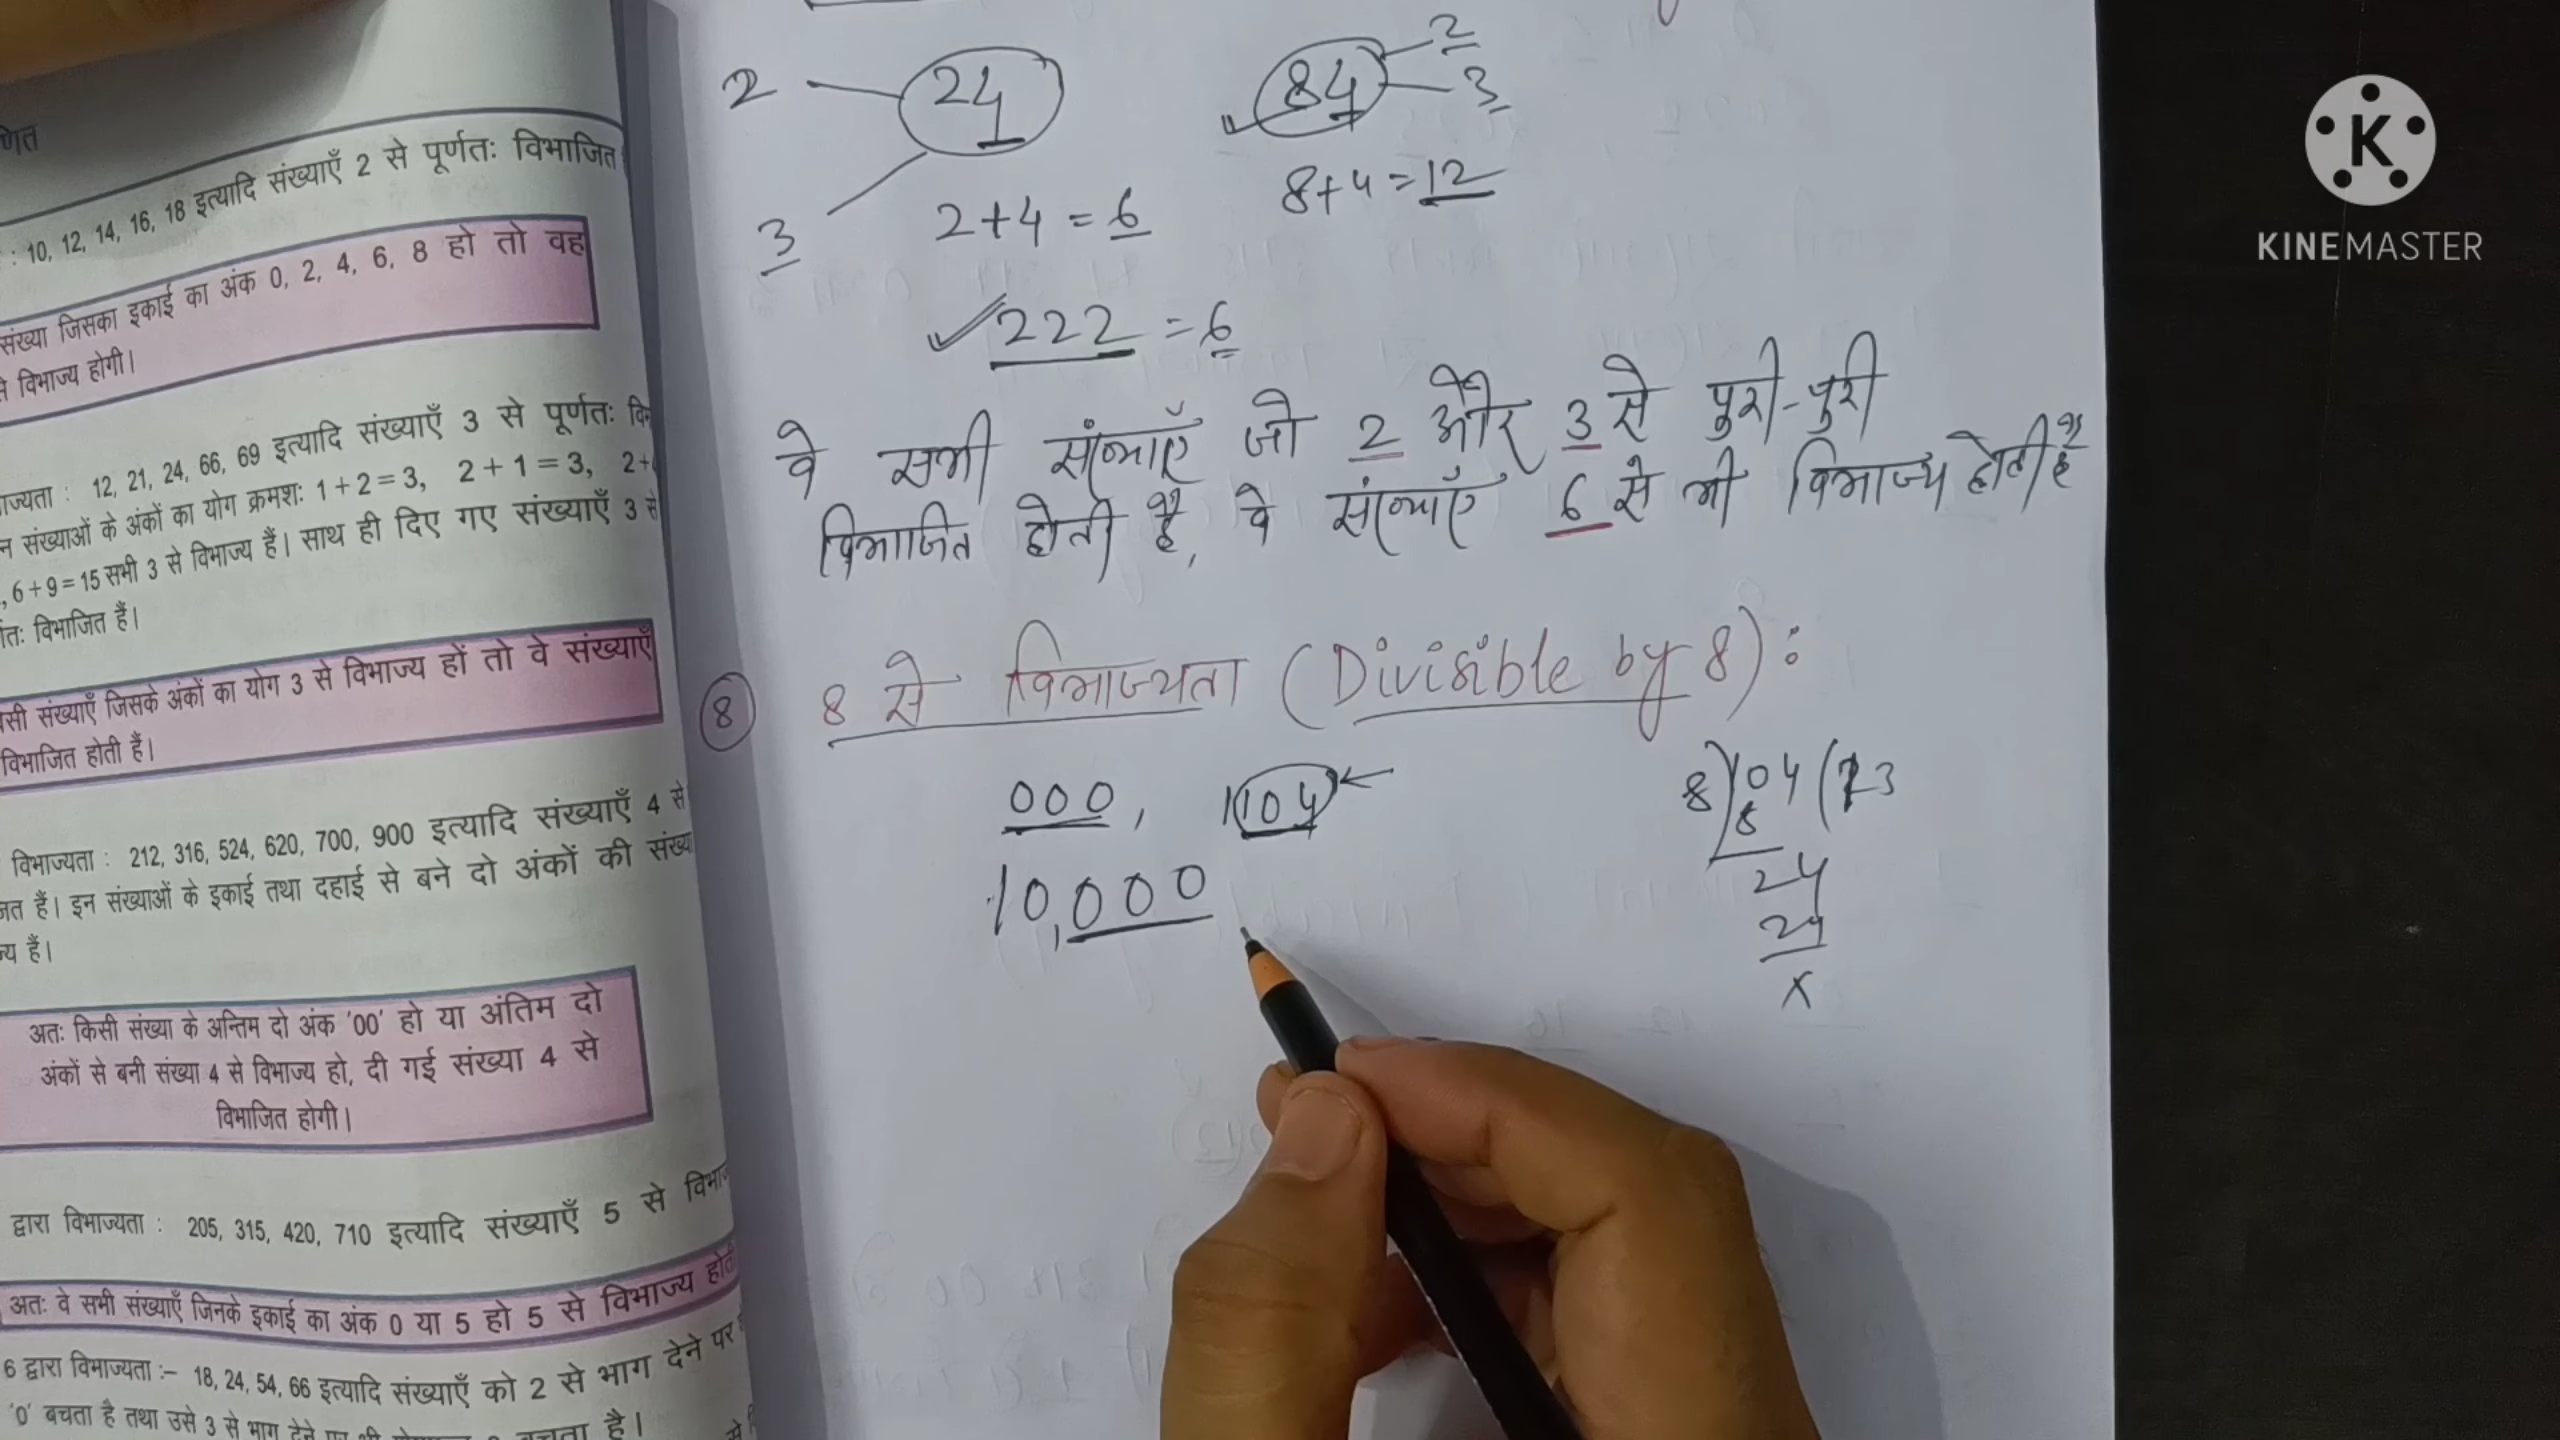 णित
: 10, 12, 14, 16, 18 इत्यादि संख्याएँ 2 से पूर्णतः विभाजित
संख्या जिसका इकाई का अंक 0, 2, 4, 6, 8 हो तो वह
से विभाज्य होगी।
12, 21, 24, 66, 69 इत्यादि संख्याएँ 3 से पूर्णतः
संख्याओं के अंकों का योग क्रमशः 1 + 2 = 3, 2 + 1 = 3, 2+
, 6 + 9 = 15 सभी 3 से विभाज्य हैं। साथ ही दिए गए संख्याएँ 3 से
विभाजित हैं।
संख्याएँ जिसके अंकों का योग 3 से विभाज्य हों तो वे संख्याएँ
विभाजित होती हैं।
विभाज्यता : 212, 316, 524, 620, 700, 900 इत्यादि संख्याएँ 4 से
हैं। इन संख्याओं के इकाई तथा दहाई से बने दो अंकों की
हैं।
अतः किसी संख्या के अन्तिम दो अंक '00' हो या अंतिम दो
अंकों से बनी संख्या 4 से विभाज्य हो, दी गई संख्या 4 से
विभाजित होगी।
द्वारा विभाज्यता : 205, 315, 420, 710 इत्यादि संख्याएँ 5 से
अतः वे सभी संख्याएँ जिनके इकाई का अंक 0 या 5 हो 5 से विभाज्य
6 द्वारा विभाज्यता :– 18, 24, 54, 66 इत्यादि संख्याएँ को 2 से भाग देने पर
'0' बचता है तथा उसे 3 से भाग देने पर भी
बचता है।
2 24 84 2
3
3 2+4 = 6 8+4 = 12
222 = 6
वे सभी संख्याएँ जो 2 और 3 से पुरी-पुरी
विभाजित होती है, वे संख्याएँ 6 से भी विभाज्य होती है
8 8 से विभाज्यता (Divisible by 8):
000, 1104
8)104(13
8
10,000
24
24
x
K
KINEMASTER